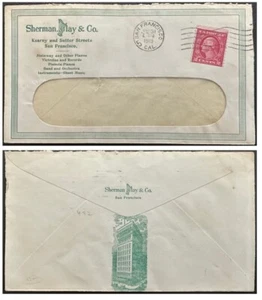 Sherman, Clay & Co.
Kearny and Sutter Streets
San Francisco.
Steinway and Other Pianos
Victrolas and Records
Pianola Pianos
Band and Orchestra
Instruments—Sheet Music
SAN FRANCISCO
CAL.
Sherman, Clay & Co.
San Francisco.